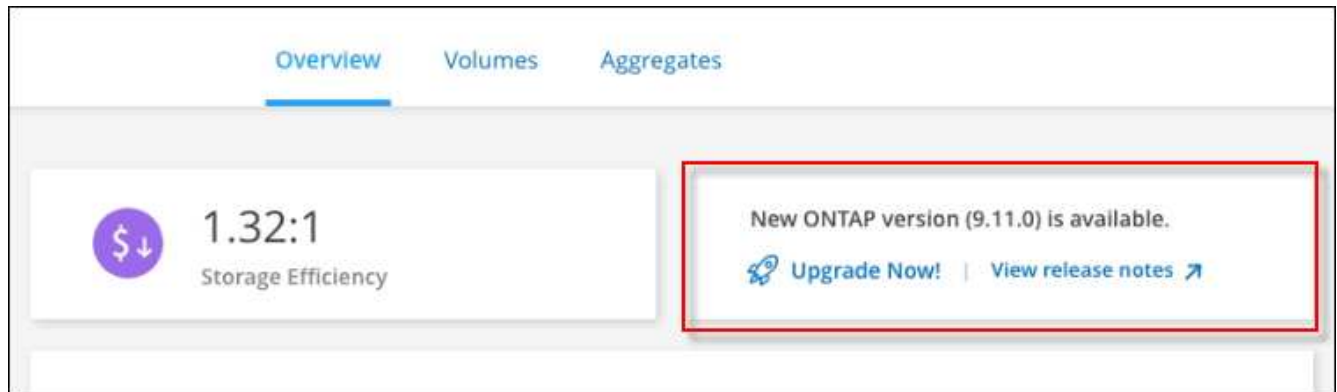 Overview Volumes Aggregates
1.32:1
Storage Efficiency
New ONTAP version (9.11.0) is available.
Upgrade Now! | View release notes